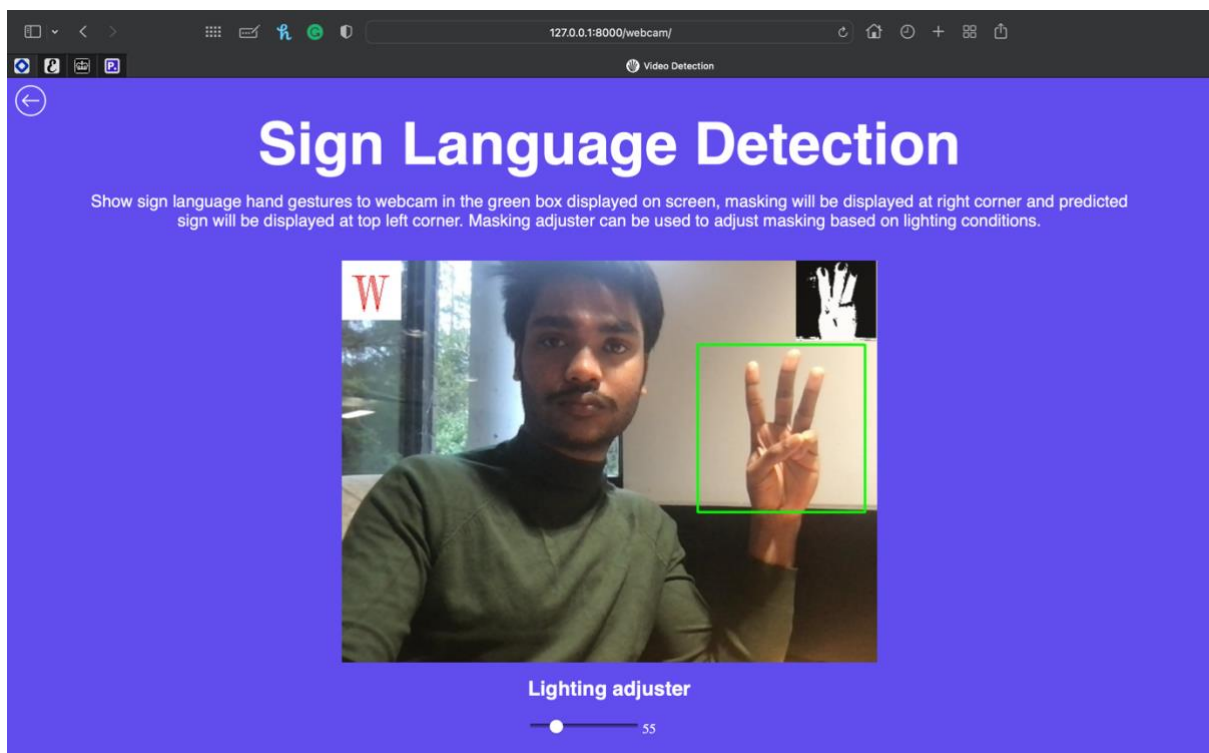 127.0.0.1:8000/webcam/
Video Detection
Sign Language Detection
Show sign language hand gestures to webcam in the green box displayed on screen, masking will be displayed at right corner and predicted
sign will be displayed at top left corner. Masking adjuster can be used to adjust masking based on lighting conditions.
W
Lighting adjuster
55